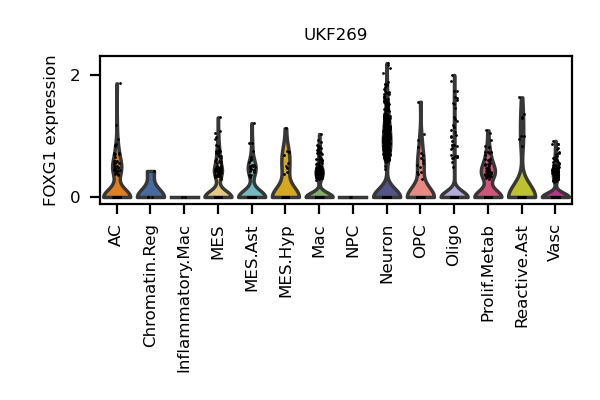 UKF269
FOXG1 expression
2
0
AC
Chromatin.Reg
Inflammatory.Mac
MES
MES.Ast
MES.Hyp
Mac
NPC
Neuron
OPC
Oligo
Prolif.Metab
Reactive.Ast
Vasc